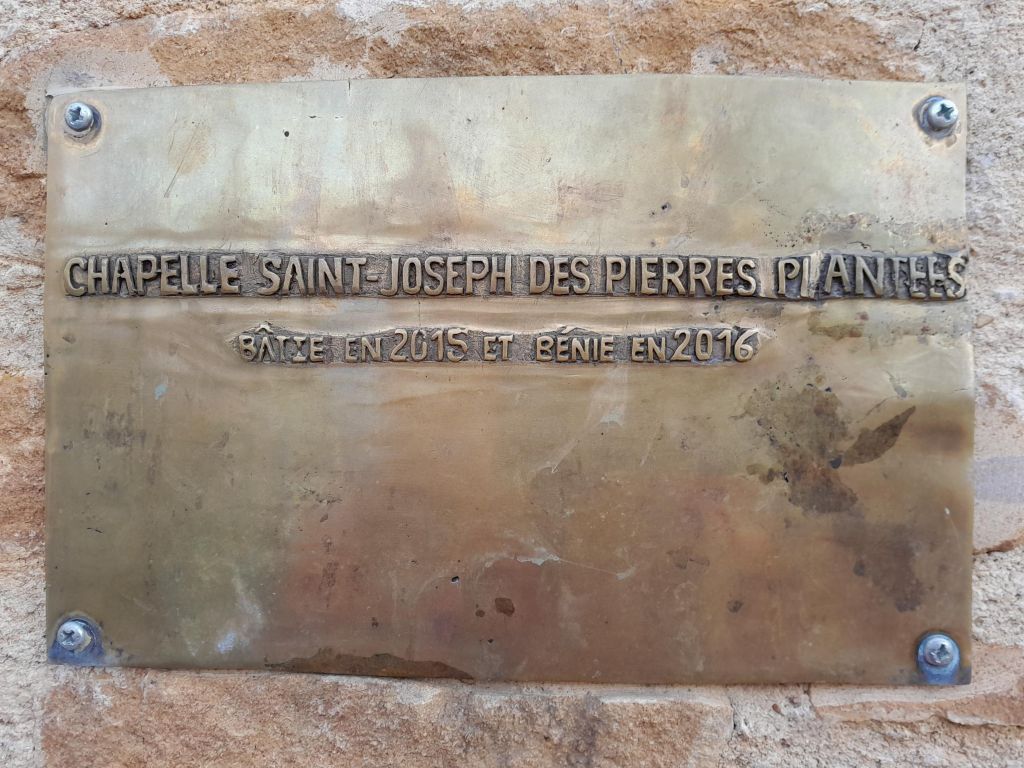 CHAPELLE SAINT-JOSEPH DES PIERRES PLANTEES
BÂTIE EN 2015 ET BÉNIE EN 2016